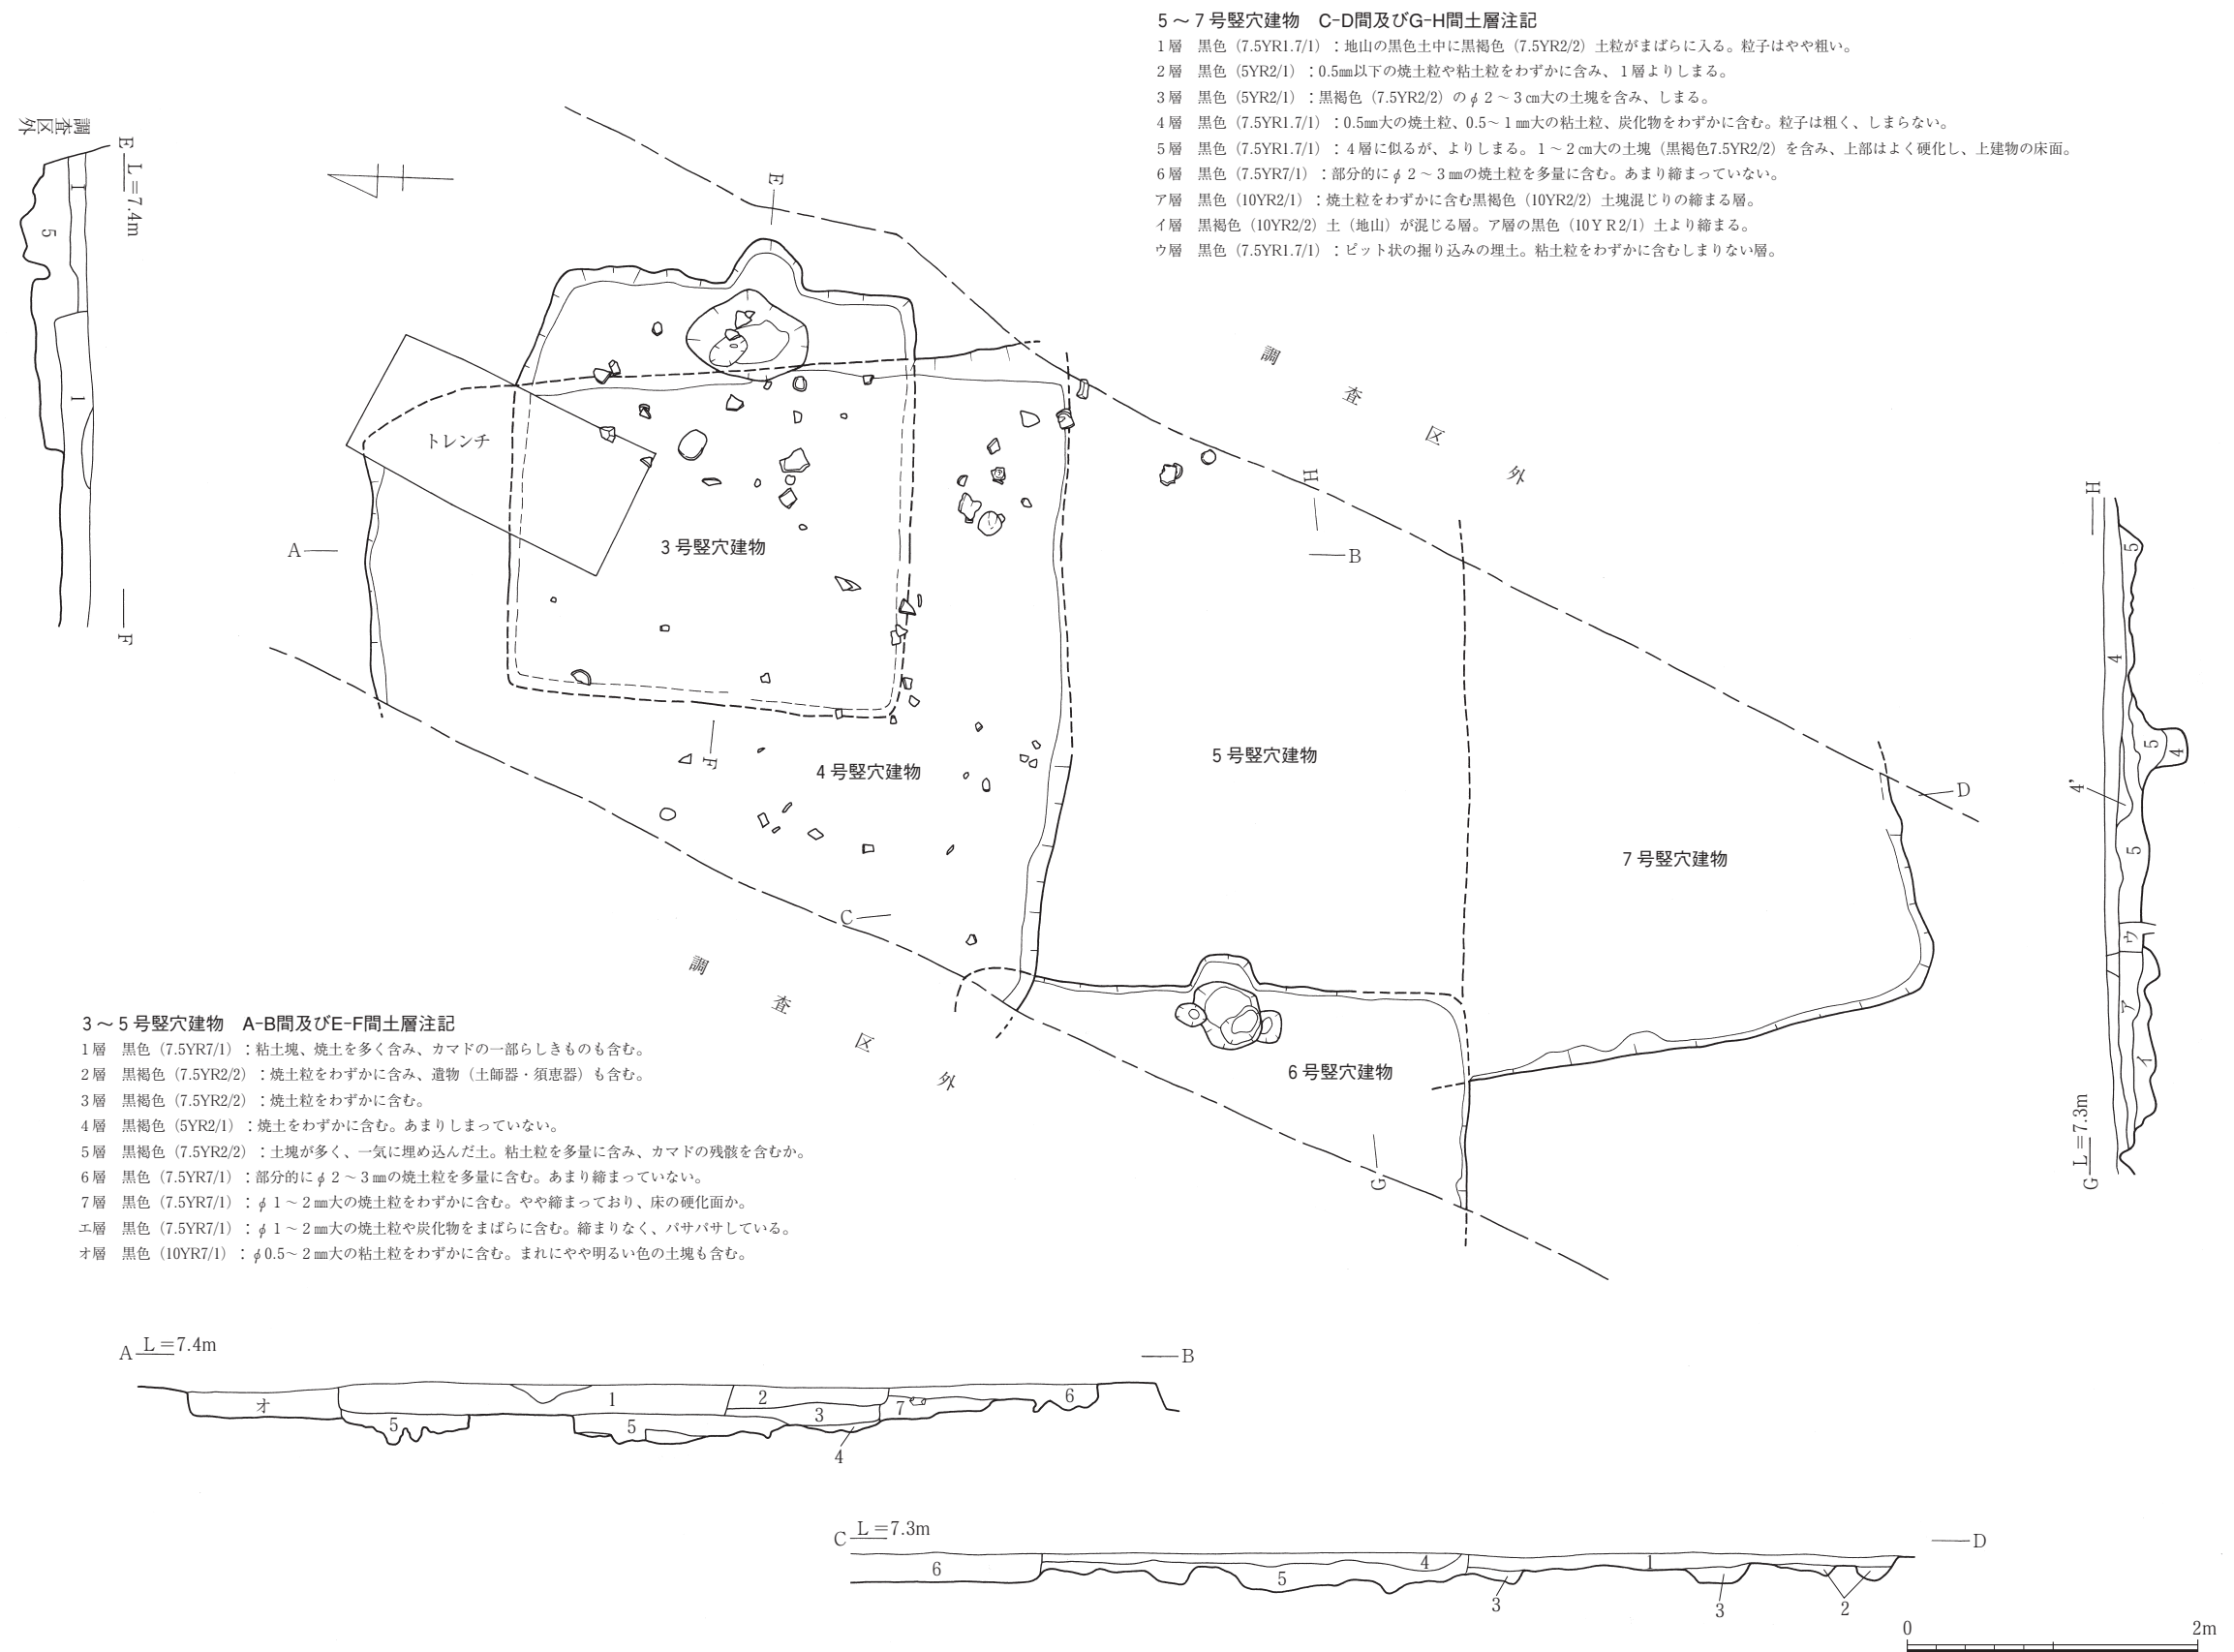 5～7号竪穴建物　C-D間及びG-H間土層注記
1層　黒色（7.5YR1.7/1）：地山の黒色土中に黒褐色（7.5YR2/2）土粒がまばらに入る。粒子はやや粗い。
2層　黒色（5YR2/1）：0.5㎜以下の焼土粒や粘土粒をわずかに含み、1層よりしまる。
3層　黒色（5YR2/1）：黒褐色（7.5YR2/2）のφ2～3㎝大の土塊を含み、しまる。
4層　黒色（7.5YR1.7/1）：0.5㎜大の焼土粒、0.5～1㎜大の粘土粒、炭化物をわずかに含む。粒子は粗く、しまらない。
5層　黒色（7.5YR1.7/1）：4層に似るが、よりしまる。1～2㎝大の土塊（黒褐色7.5YR2/2）を含み、上部はよく硬化し、上建物の床面。
6層　黒色（7.5YR7/1）：部分的にφ2～3㎜の焼土粒を多量に含む。あまり締まっていない。
ア層　黒色（10YR2/1）：焼土粒をわずかに含む黒褐色（10YR2/2）土塊混じりの締まる層。
イ層　黒褐色（10YR2/2）土（地山）が混じる層。ア層の黒色（10ＹＲ2/1）土より締まる。
ウ層　黒色（7.5YR1.7/1）：ピット状の掘り込みの埋土。粘土粒をわずかに含むしまりない層。
調査区外
E
L＝7.4m
1
5
1
F
E
調査区外
トレンチ
A
3号竪穴建物
H
B
F
4号竪穴建物
5号竪穴建物
D
7号竪穴建物
C
調査区外
6号竪穴建物
G
H
5
4
5
4
4'
5
ウ
ア
イ
G
L＝7.3m
3～5号竪穴建物　A-B間及びE-F間土層注記
1層　黒色（7.5YR7/1）：粘土塊、焼土を多く含み、カマドの一部らしきものも含む。
2層　黒褐色（7.5YR2/2）：焼土粒をわずかに含み、遺物（土師器・須恵器）も含む。
3層　黒褐色（7.5YR2/2）：焼土粒をわずかに含む。
4層　黒褐色（5YR2/1）：焼土をわずかに含む。あまりしまっていない。
5層　黒褐色（7.5YR2/2）：土塊が多く、一気に埋め込んだ土。粘土粒を多量に含み、カマドの残骸を含むか。
6層　黒色（7.5YR7/1）：部分的にφ2～3㎜の焼土粒を多量に含む。あまり締まっていない。
7層　黒色（7.5YR7/1）：φ1～2㎜大の焼土粒をわずかに含む。やや締まっており、床の硬化面か。
エ層　黒色（7.5YR7/1）：φ1～2㎜大の焼土粒や炭化物をまばらに含む。締まりなく、パサパサしている。
オ層　黒色（10YR7/1）：φ0.5～2㎜大の粘土粒をわずかに含む。まれにやや明るい色の土塊も含む。
A L＝7.4m
B
オ 5 1 5 2 3 4 7 6
C L＝7.3m
D
6 5 4 3 1 3 2
0 2m